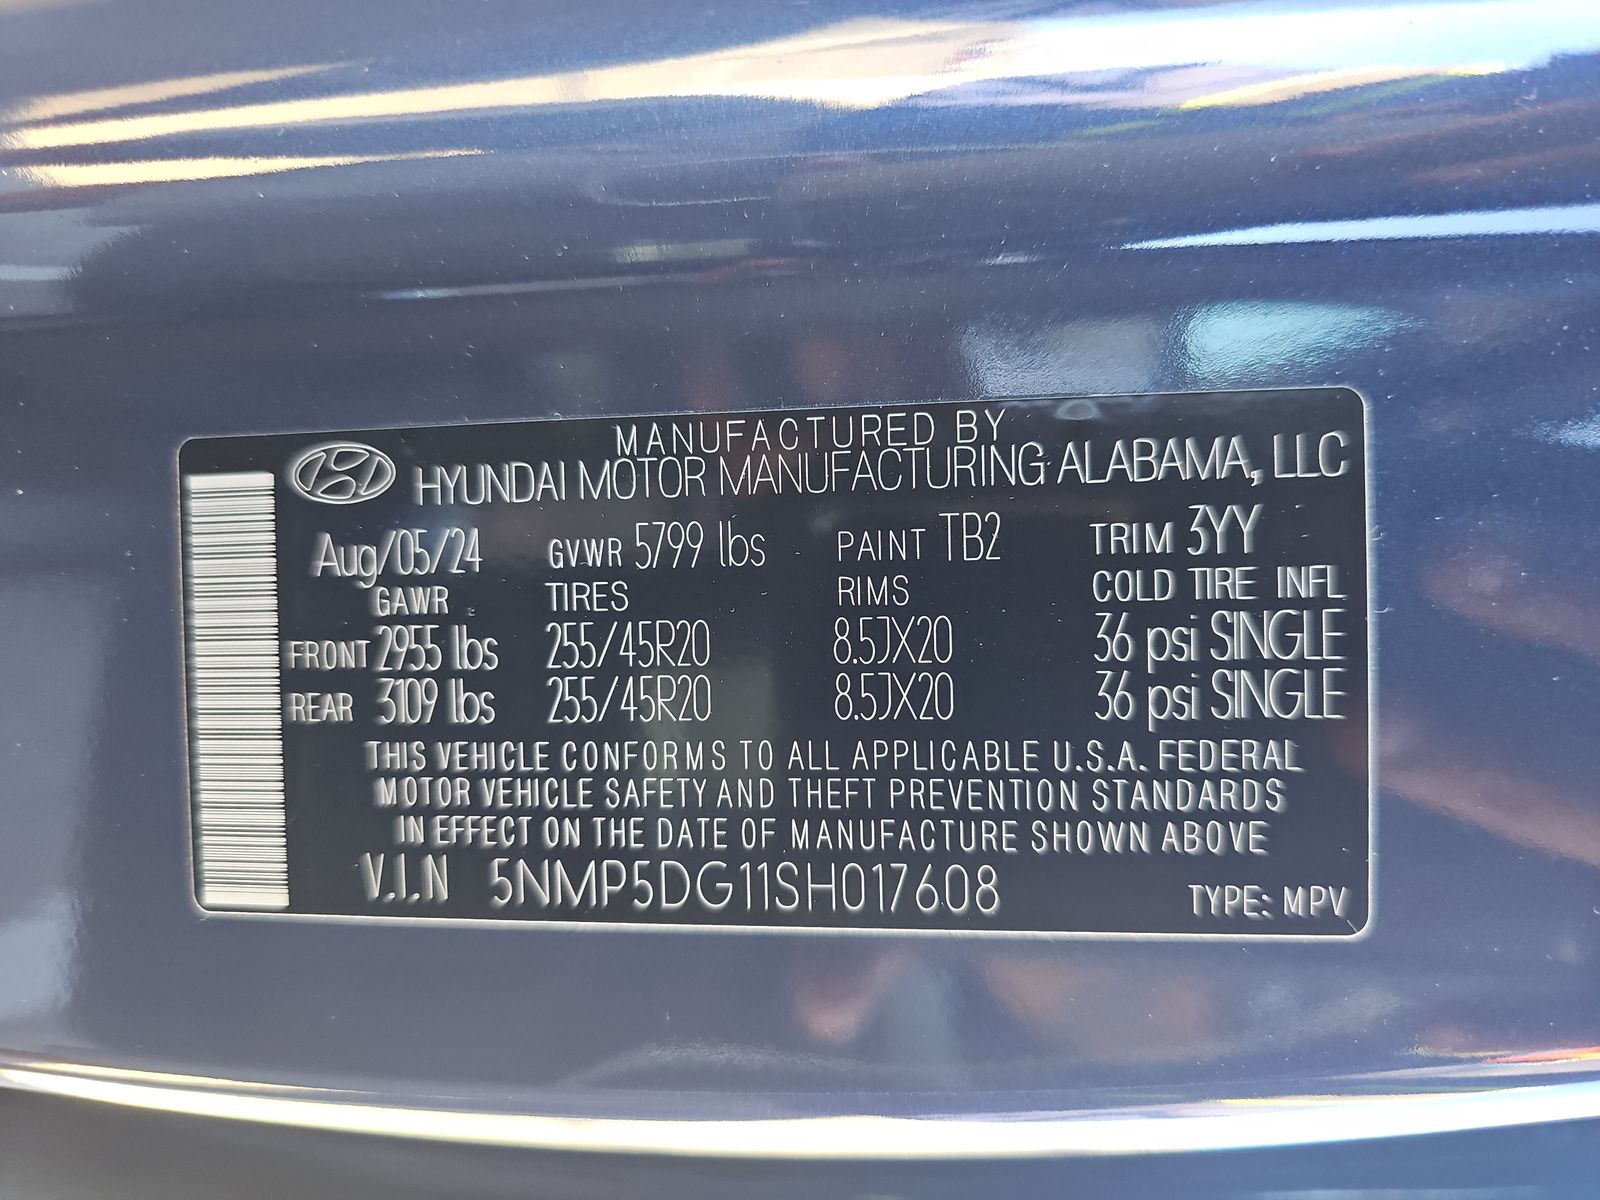 MANUFACTURED BY
HYUNDAI MOTOR MANUFACTURING ALABAMA, LLC
Aug/05/24 GVWR 5799 lbs PAINT TB2 TRIM 3YY
GAWR TIRES RIMS COLD TIRE INFL
FRONT 2955 lbs 255/45R20 8.5JX20 36 psi SINGLE
REAR 3109 lbs 255/45R20 8.5JX20 36 psi SINGLE
THIS VEHICLE CONFORMS TO ALL APPLICABLE U.S.A. FEDERAL
MOTOR VEHICLE SAFETY AND THEFT PREVENTION STANDARDS
IN EFFECT ON THE DATE OF MANUFACTURE SHOWN ABOVE
V.I.N 5NMP5DG11SH017608 TYPE: MPV